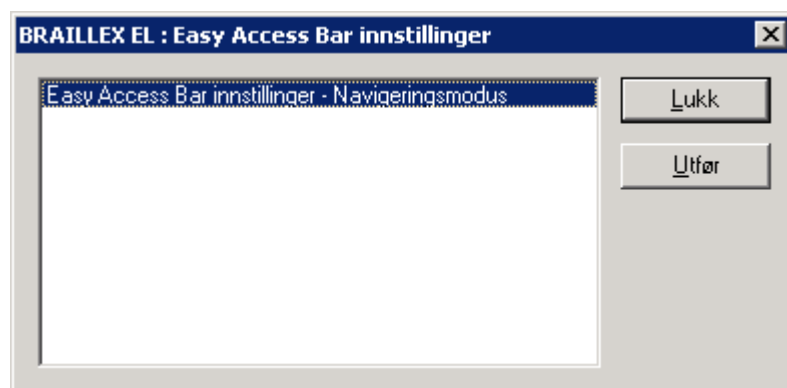 BRAILLEX EL : Easy Access Bar innstillinger
Easy Access Bar innstillinger - Navigeringsmodus
Lukk
Utfør